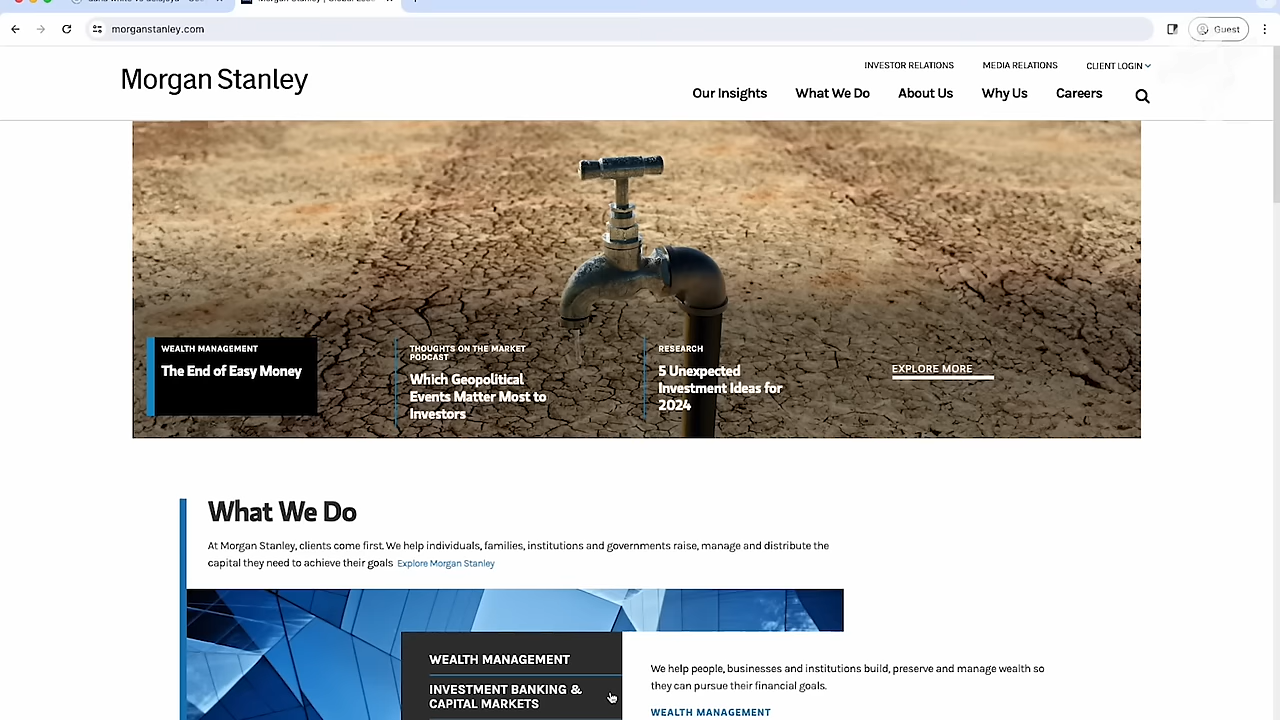 morganstanley.com
Guest
INVESTOR RELATIONS
MEDIA RELATIONS
CLIENT LOGIN
Morgan Stanley
Our Insights
What We Do
About Us
Why Us
Careers
WEALTH MANAGEMENT
The End of Easy Money
THOUGHTS ON THE MARKET
PODCAST
Which Geopolitical
Events Matter Most to
Investors
RESEARCH
5 Unexpected
Investment Ideas for
2024
EXPLORE MORE
What We Do
At Morgan Stanley, clients come first. We help individuals, families, institutions and governments raise, manage and distribute the
capital they need to achieve their goals Explore Morgan Stanley
WEALTH MANAGEMENT
INVESTMENT BANKING &
CAPITAL MARKETS
We help people, businesses and institutions build, preserve and manage wealth so
they can pursue their financial goals.
WEALTH MANAGEMENT